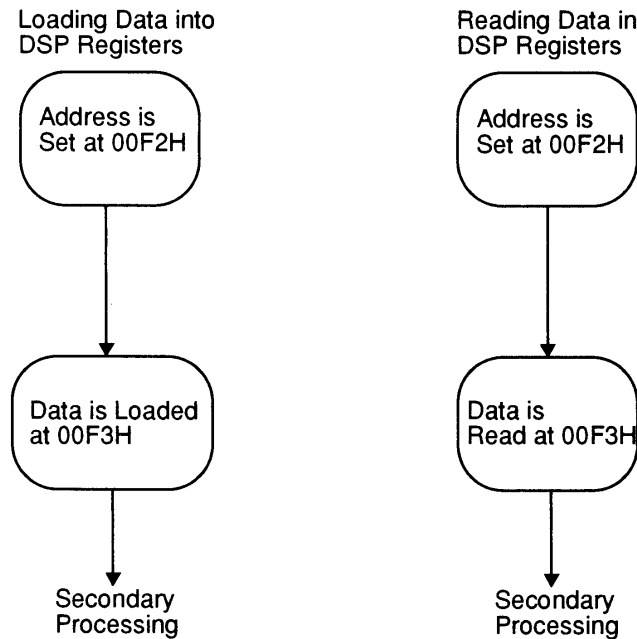 Loading Data into
DSP Registers
Address is
Set at 00F2H
Data is Loaded
at 00F3H
Secondary
Processing
Reading Data in
DSP Registers
Address is
Set at 00F2H
Data is
Read at 00F3H
Secondary
Processing